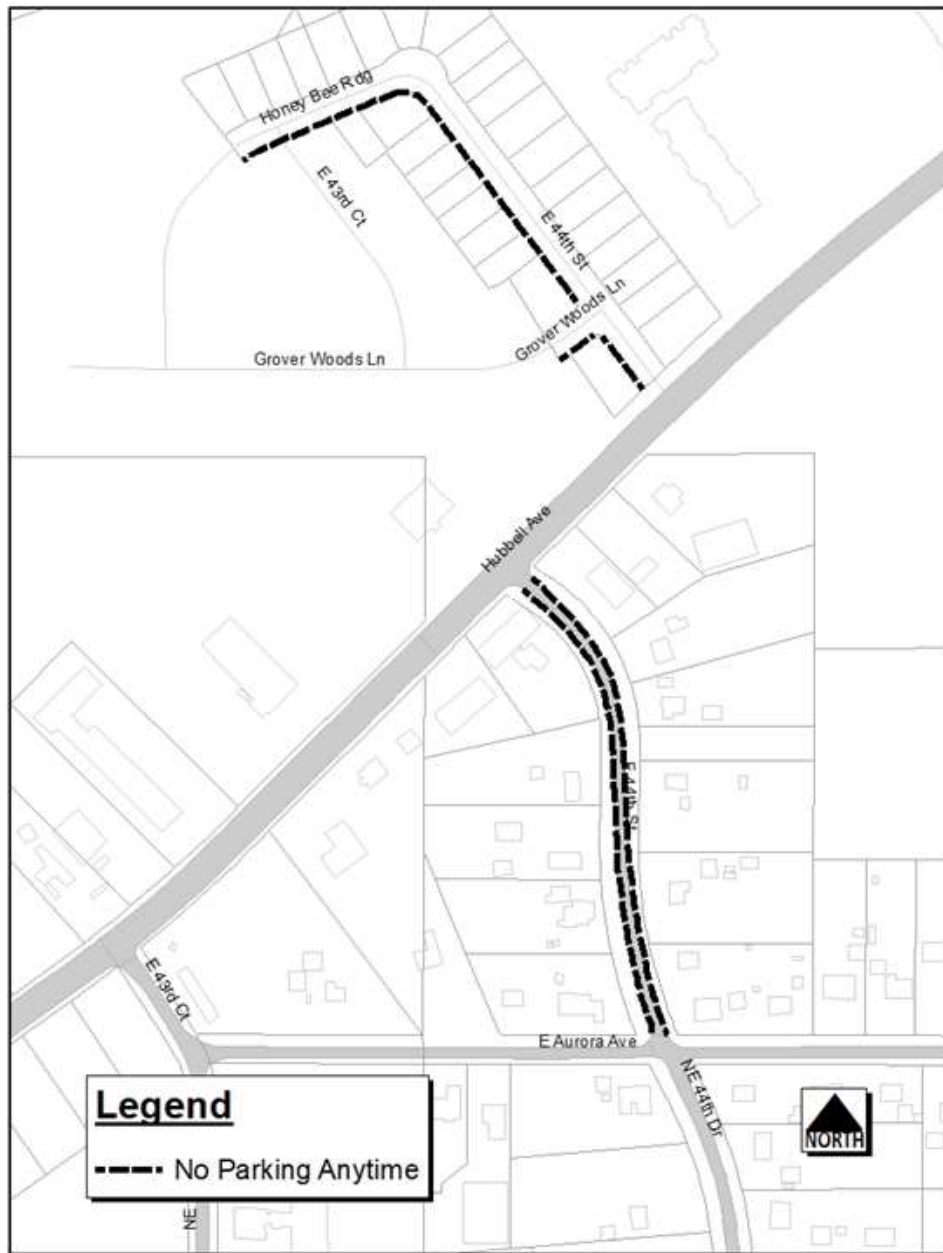 Honey Bee Rdg
E 43rd Ct
E 44th St
Grover Woods Ln
Grover Woods Ln
Hubbell Ave
E 44th St
E 43rd Ct
E Aurora Ave
NE 44th Dr
NE
Legend
No Parking Anytime
NORTH